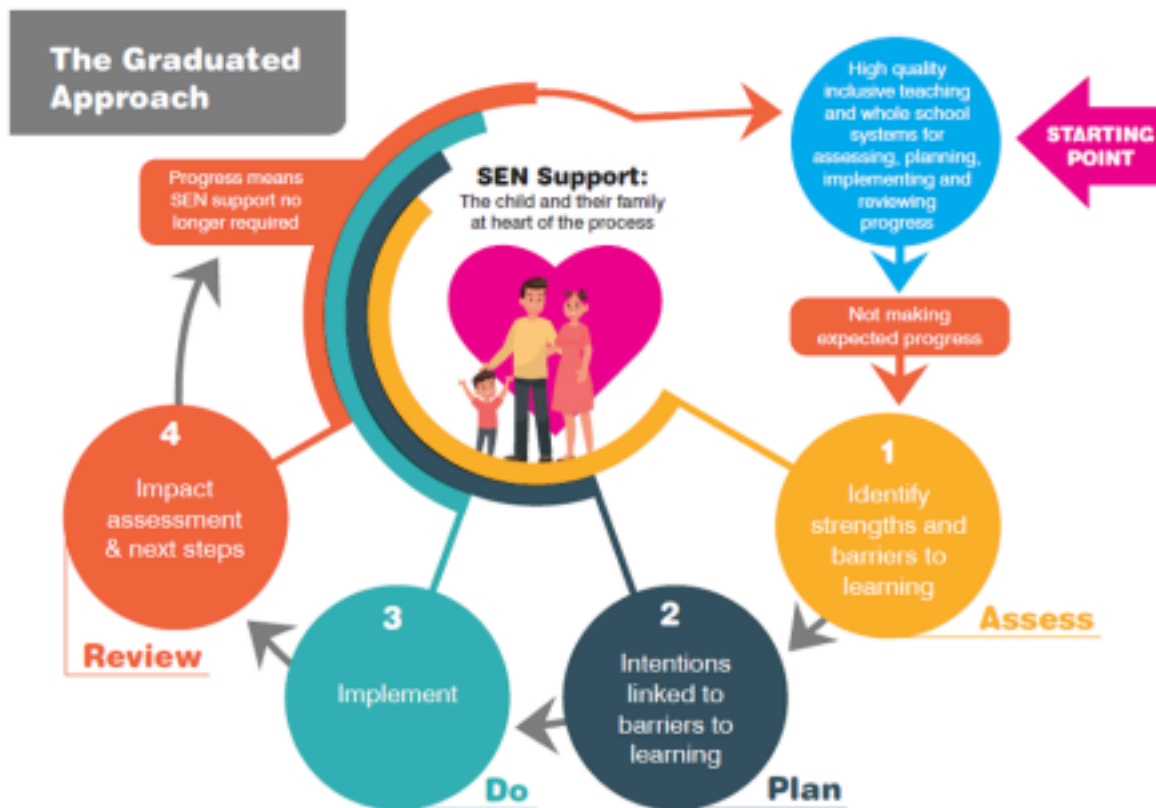 The Graduated
Approach
High quality
inclusive teaching
and whole school
systems for
assessing, planning,
implementing and
reviewing
progress
STARTING
POINT
Progress means
SEN support no
longer required
SEN Support:
The child and their family
at heart of the process
Not making
expected progress
1
Identify
strengths and
barriers to
learning
Assess
2
Intentions
linked to
barriers to
learning
Plan
3
Implement
Do
4
Impact
assessment
& next steps
Review